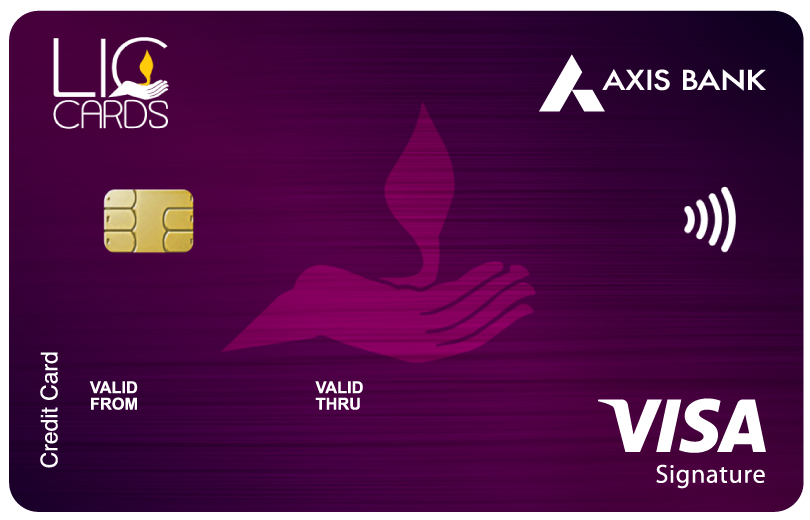 LIC
CARDS
AXIS BANK
Credit Card
VALID
FROM
VALID
THRU
VISA
Signature